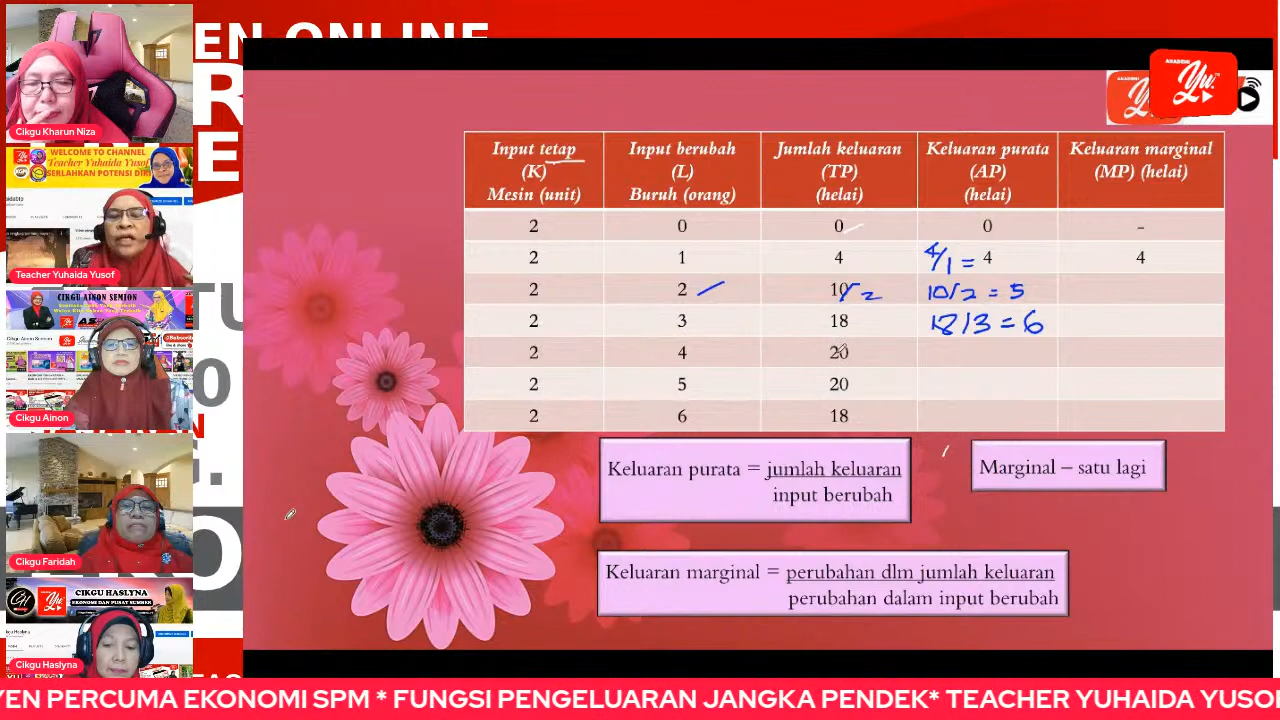 EN ONLINE
Cikgu Kharun Niza
WELCOME TO CHANNEL
Teacher Yuhaida Yusof
SERLAHKAN POTENSI DIRI
Teacher Yuhaida Yusof
CIKGU AINON SEMION
Cikgu Ainon
Cikgu Faridah
CIKGU HASLYNA
EKONOMI DAN PUSAT SUMBER
Cikgu Haslyna
AKADEMI
Yu
Input tetap (K) Mesin (unit) Input berubah (L) Buruh (orang) Jumlah keluaran (TP) (helai) Keluaran purata (AP) (helai) Keluaran marginal (MP) (helai)
2 0 0 0 -
2 1 4 4/1 = 4 4
2 2 10 10/2 = 5
2 3 18 18/3 = 6
2 4 20
2 5 20
2 6 18
Keluaran purata = jumlah keluaran
input berubah
Marginal – satu lagi
Keluaran marginal = perubahan dlm jumlah keluaran
perubahan dalam input berubah
YEN PERCUMA EKONOMI SPM * FUNGSI PENGELUARAN JANGKA PENDEK* TEACHER YUHAIDA YUSOF